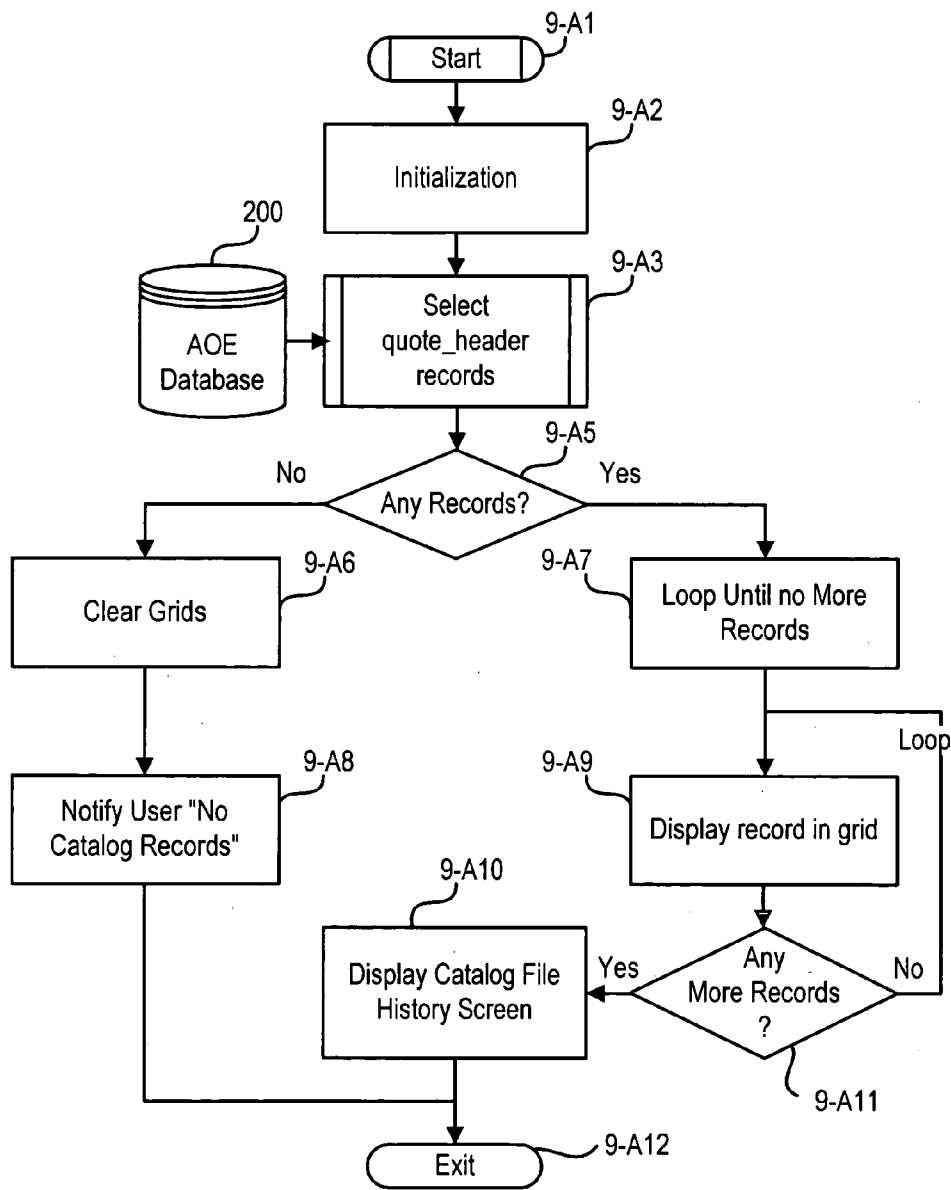 9-A1
Start
9-A2
Initialization
200
9-A3
AOE
Database
Select
quote_header
records
9-A5
No
Yes
Any Records?
9-A6
9-A7
Clear Grids
Loop Until no More
Records
Loop
9-A8
9-A9
Notify User "No
Catalog Records"
Display record in grid
9-A10
Display Catalog File
History Screen
Yes
Any
More Records
?
No
9-A11
9-A12
Exit